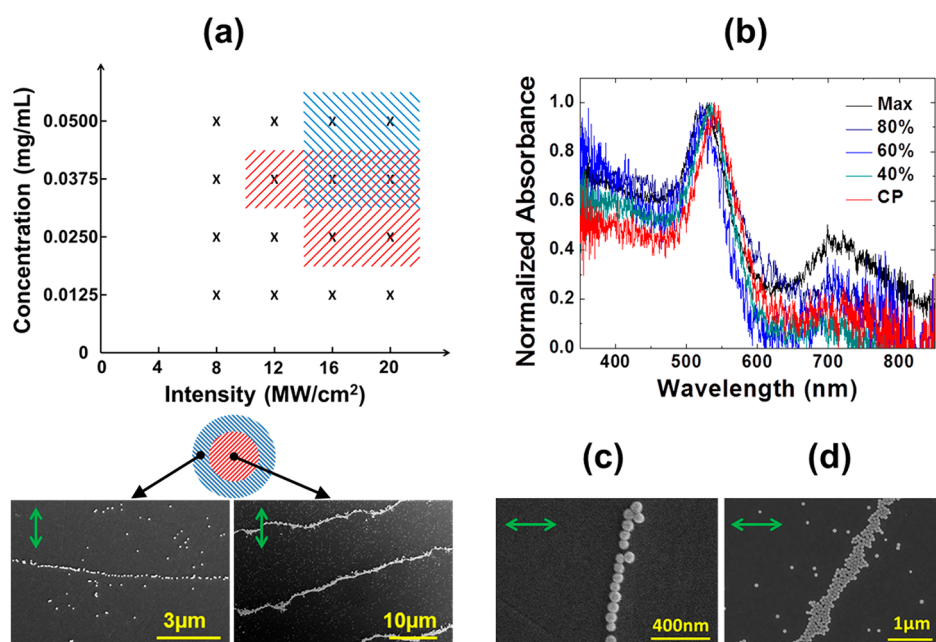 (a)
Concentration (mg/mL)
0.0500
0.0375
0.0250
0.0125
0
x x x x
x x x x
x x x x
x x x x
0 4 8 12 16 20
Intensity (MW/cm²)
3μm
10μm
(b)
Normalized Absorbance
1.0
0.8
0.6
0.4
0.2
0.0
Max
80%
60%
40%
CP
400 500 600 700 800
Wavelength (nm)
(c)
400nm
(d)
1μm